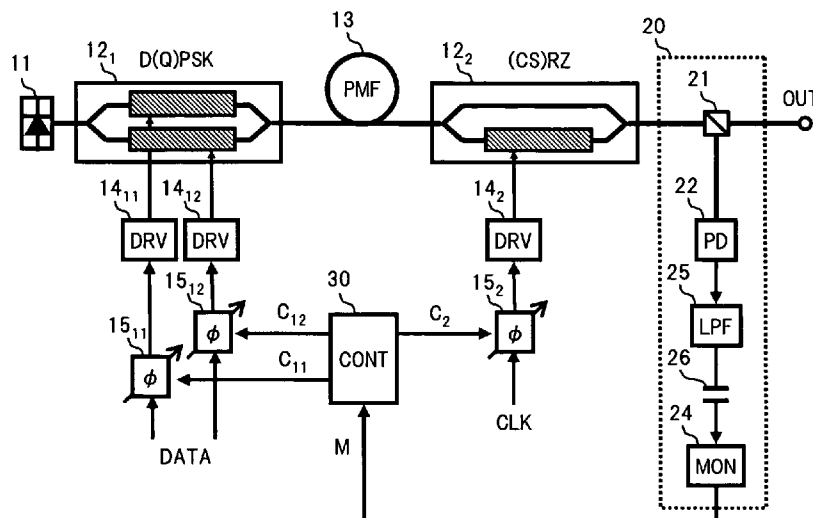 13
20
11
12₁
D(Q)PSK
PMF
12₂
(CS)RZ
21
OUT
14₁₁
14₁₂
14₂
22
DRV
DRV
DRV
PD
15₁₂
30
15₂
25
C₁₂
C₂
LPF
15₁₁
ϕ
CONT
ϕ
26
ϕ
C₁₁
CLK
24
DATA
M
MON